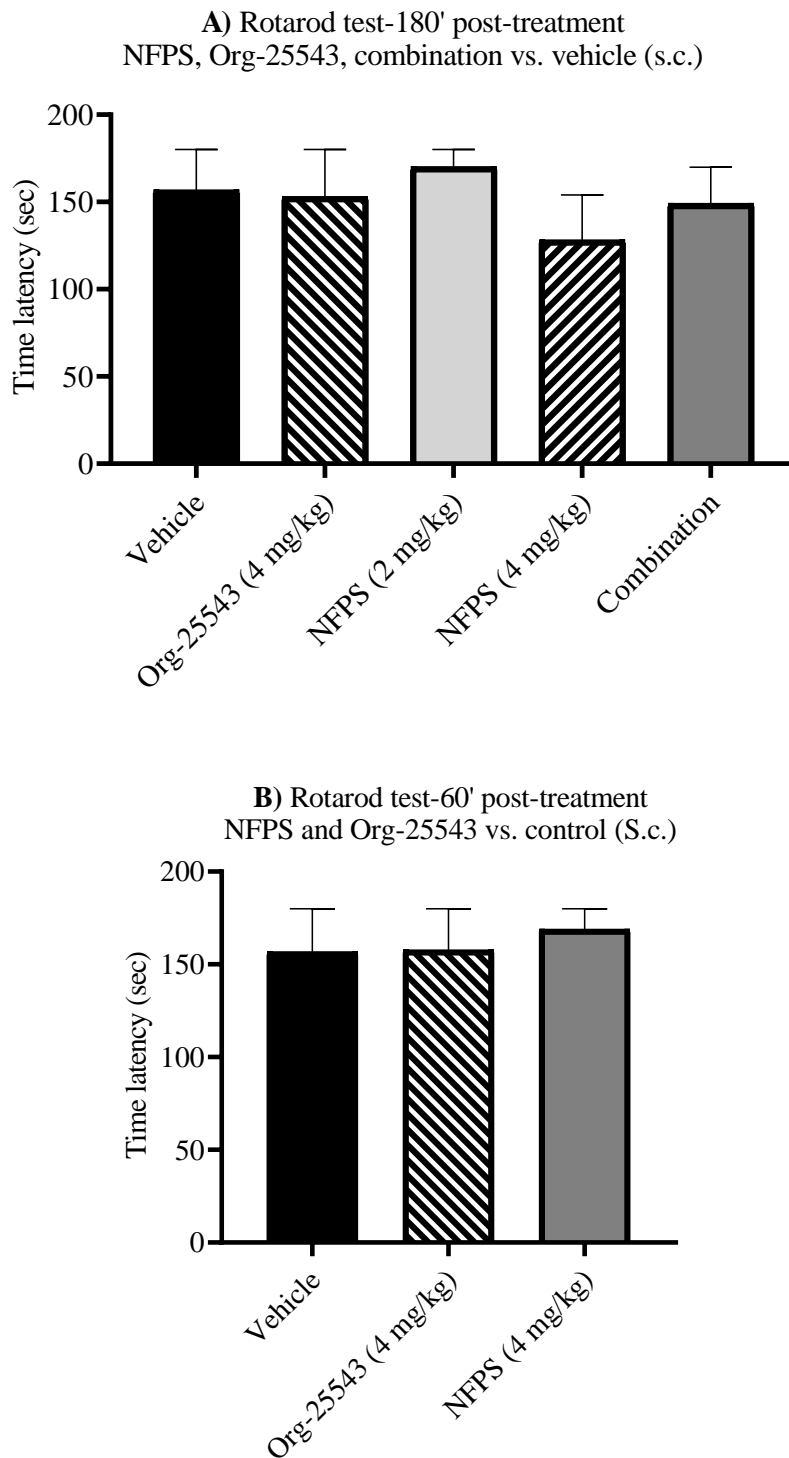 A) Rotarod test-180' post-treatment
NFPS, Org-25543, combination vs. vehicle (s.c.)
Time latency (sec)
200
150
100
50
0
Vehicle
Org-25543 (4 mg/kg)
NFPS (2 mg/kg)
NFPS (4 mg/kg)
Combination
B) Rotarod test-60' post-treatment
NFPS and Org-25543 vs. control (S.c.)
Time latency (sec)
200
150
100
50
0
Vehicle
Org-25543 (4 mg/kg)
NFPS (4 mg/kg)